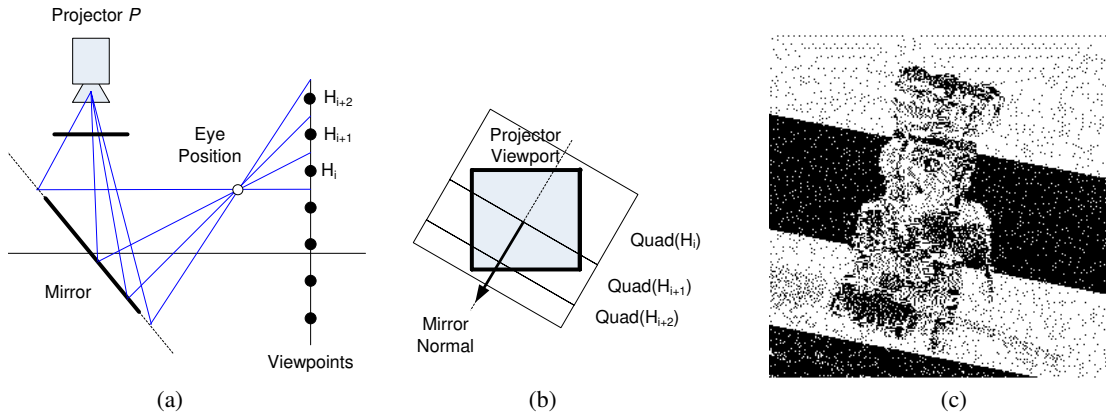 Projector P
H_{i+2}
H_{i+1}
H_i
Eye
Position
Mirror
Viewpoints
(a)
Projector
Viewport
Quad(H_i)
Quad(H_{i+1})
Quad(H_{i+2})
Mirror
Normal
(b)
(c)